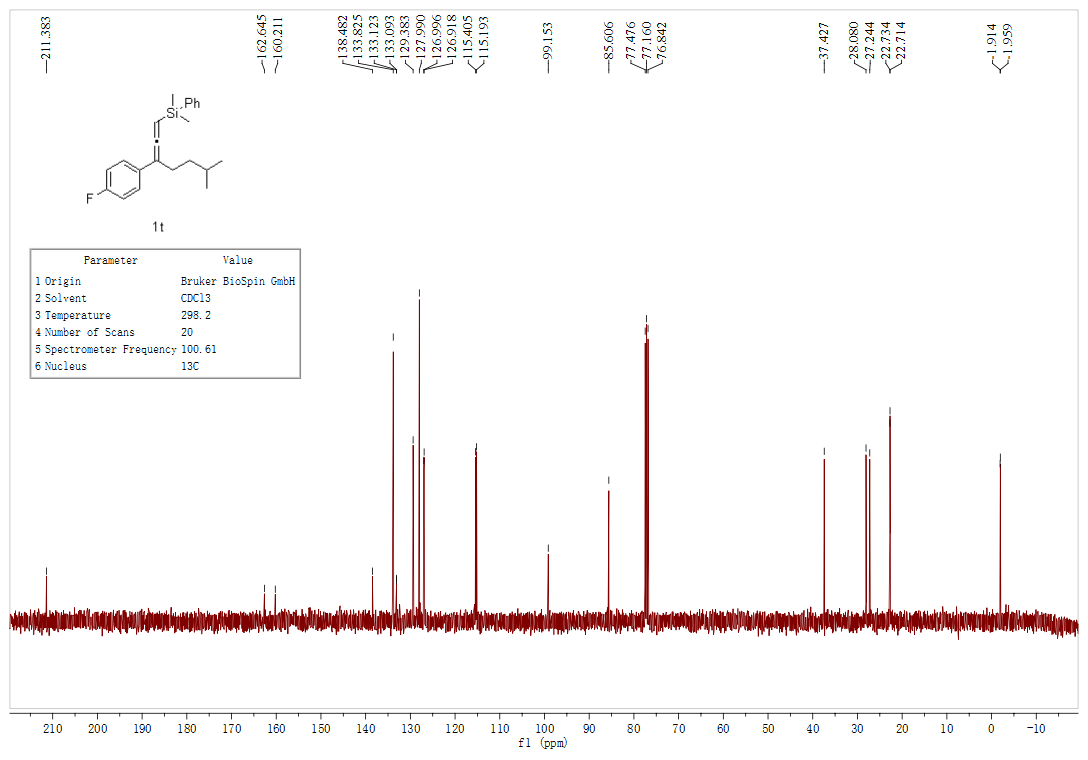 211.383
162.645
160.211
138.482
133.825
133.123
133.093
129.383
127.990
126.996
126.918
115.405
115.193
99.153
85.606
77.476
77.160
76.842
37.427
28.080
27.244
22.734
22.714
-1.914
-1.959
Si Ph
F
1t
Parameter Value
1 Origin Bruker BioSpin GmbH
2 Solvent CDCl3
3 Temperature 298.2
4 Number of Scans 20
5 Spectrometer Frequency 100.61
6 Nucleus 13C
210 200 190 180 170 160 150 140 130 120 110 100 90 80 70 60 50 40 30 20 10 0 -10
f1 (ppm)